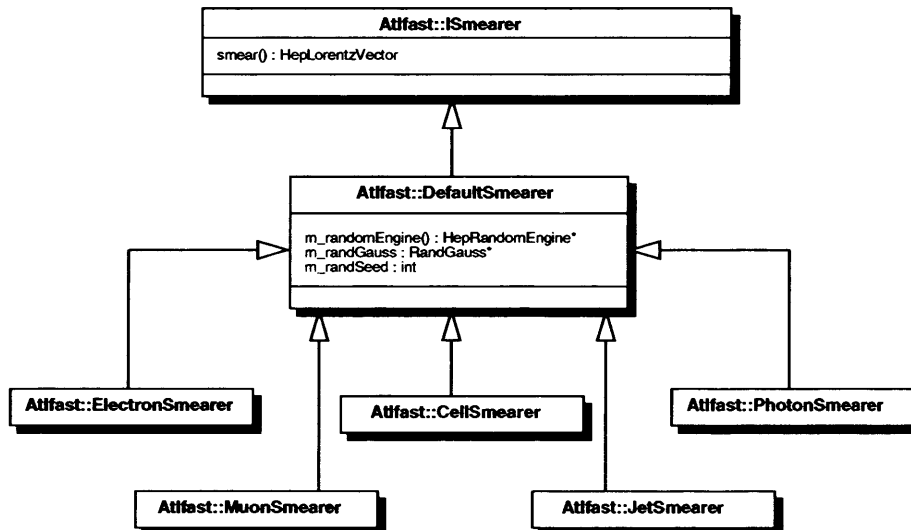 Atlfast::ISmearer
smear() : HepLorentzVector
Atlfast::DefaultSmearer
m_randomEngine() : HepRandomEngine*
m_randGauss : RandGauss*
m_randSeed : int
Atlfast::ElectronSmearer
Atlfast::CellSmearer
Atlfast::PhotonSmearer
Atlfast::MuonSmearer
Atlfast::JetSmearer